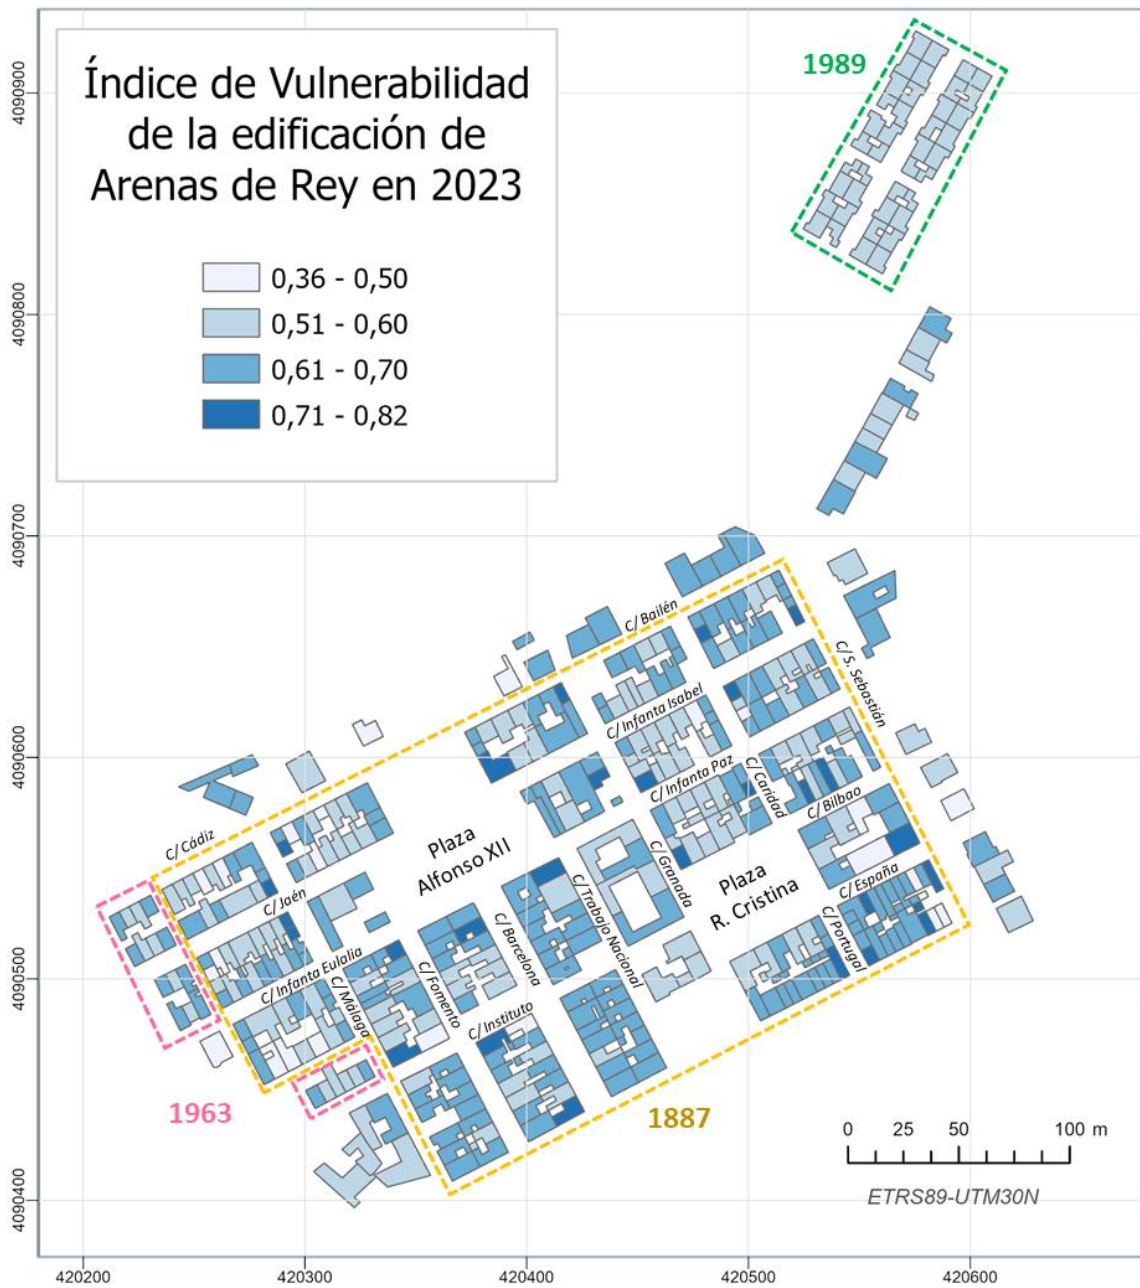 Índice de Vulnerabilidad
de la edificación de
Arenas de Rey en 2023
0,36 - 0,50
0,51 - 0,60
0,61 - 0,70
0,71 - 0,82
1989
4090900
4090800
4090700
4090600
4090500
4090400
C/ Bailén
C/ S. Sebastián
C/ Infanta Isabel
C/ Infanta Paz
C/ Caridad
C/ Bilbao
C/ Cádiz
Plaza
Alfonso XII
C/ Jaén
C/ Granada
Plaza
R. Cristina
C/ España
C/ Trabajo Nacional
C/ Barcelona
C/ Portugal
C/ Infanta Eulalia
C/ Málaga
C/ Fomento
C/ Instituto
1963
1887
0 25 50 100 m
ETRS89-UTM30N
420200 420300 420400 420500 420600